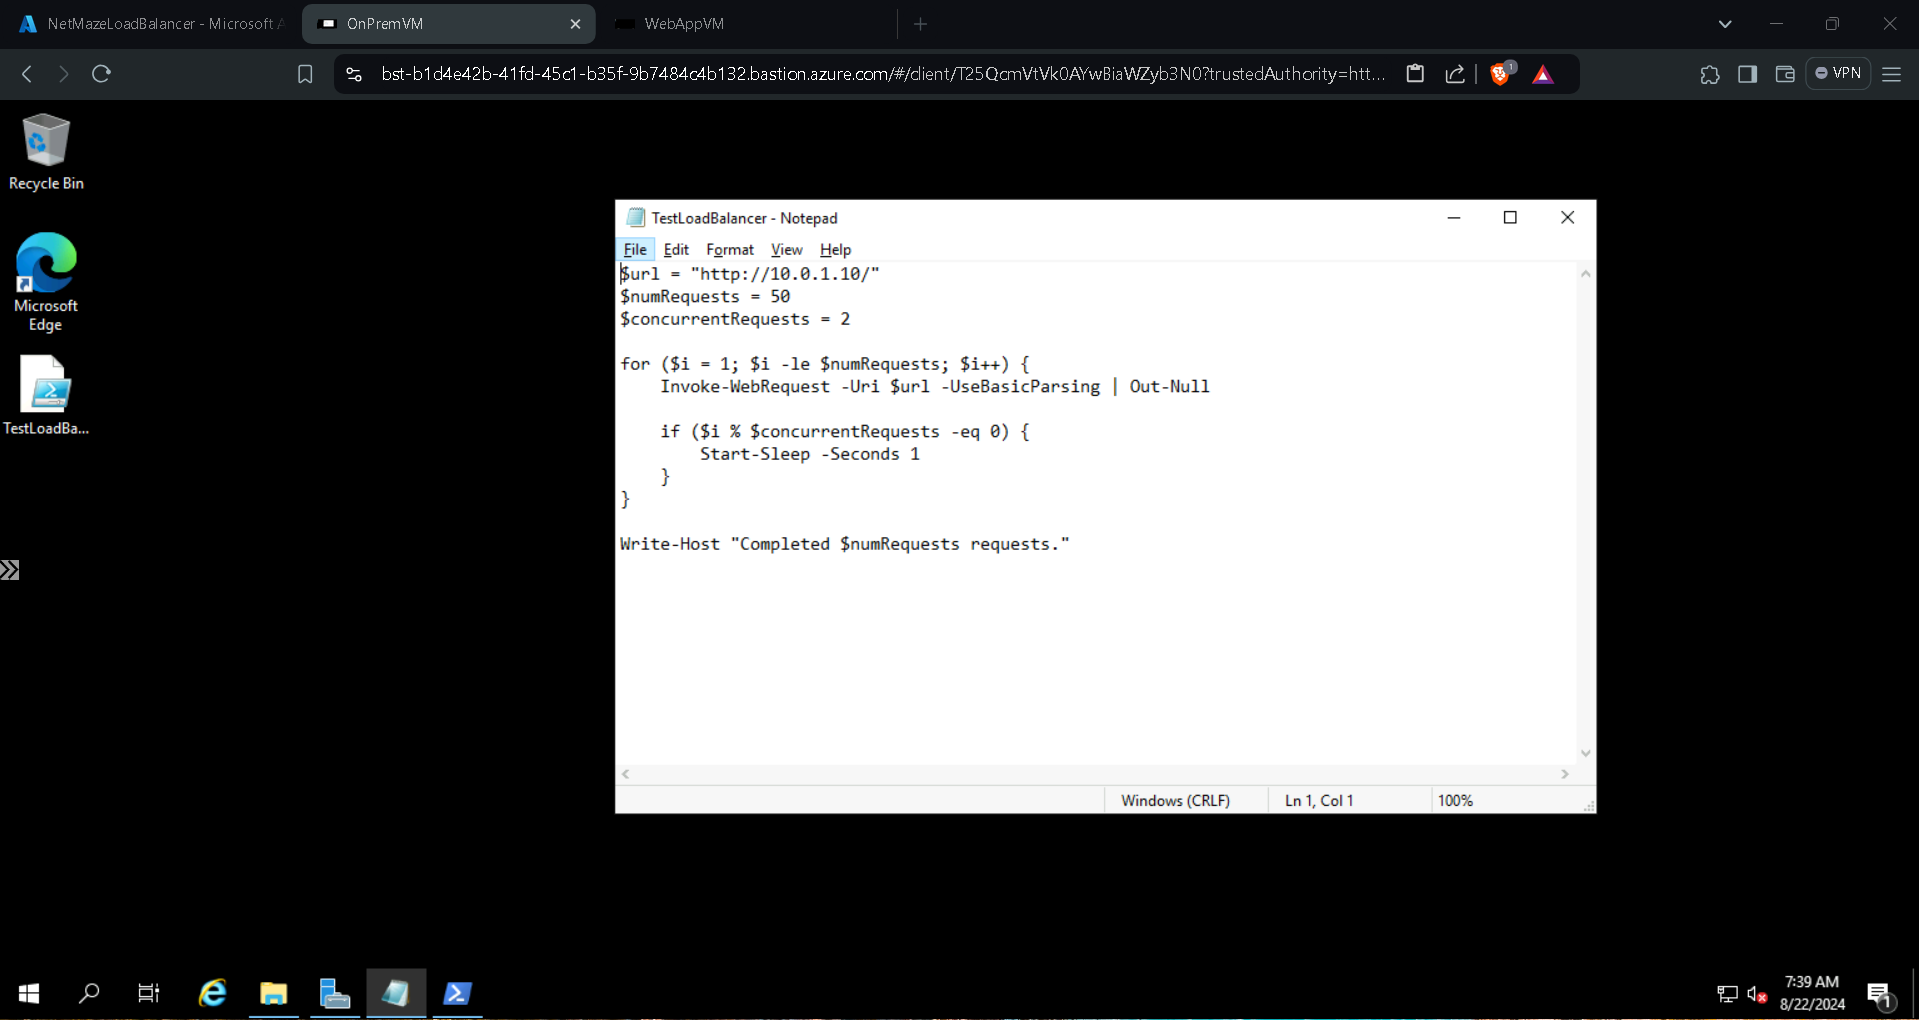 NetMazeLoadBalancer - Microsoft A
OnPremVM
WebAppVM
bst-b1d4e42b-41fd-45c1-b35f-9b7484c4b132.bastion.azure.com/#/client/T25QcmVtVk0AYwBiaWZyb3N0?trustedAuthority=htt...
1
VPN
Recycle Bin
Microsoft
Edge
TestLoadBa...
TestLoadBalancer - Notepad
File Edit Format View Help
$url = "http://10.0.1.10/"
$numRequests = 50
$concurrentRequests = 2
for ($i = 1; $i -le $numRequests; $i++) {
Invoke-WebRequest -Uri $url -UseBasicParsing | Out-Null
if ($i % $concurrentRequests -eq 0) {
Start-Sleep -Seconds 1
}
}
Write-Host "Completed $numRequests requests."
Windows (CRLF) Ln 1, Col 1 100%
7:39 AM
8/22/2024
1